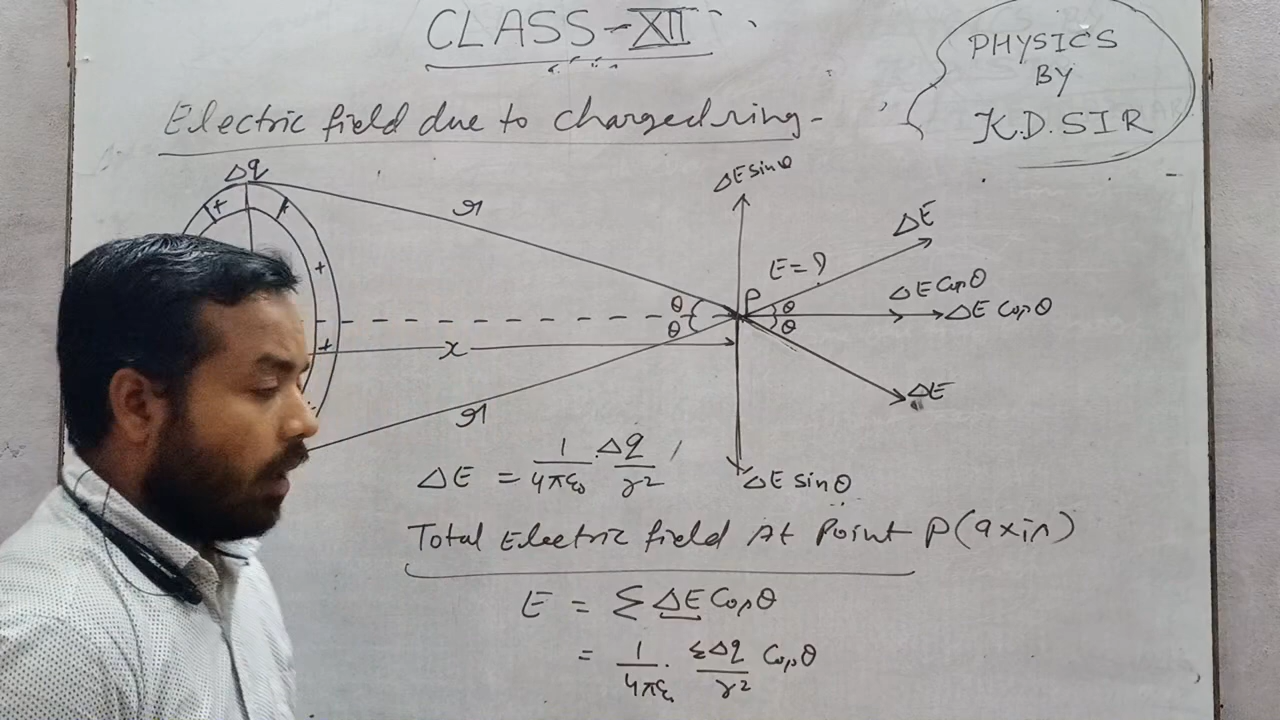 CLASS-XII
PHYSICS
BY
K.D.SIR
Electric field due to charged ring-
Δq
+
+
+
+
r
r
x
θ
θ
θ
θ
P
E=?
ΔE sinθ
ΔE
ΔE Cosθ
ΔE Cosθ
ΔE
ΔE sinθ
ΔE = 1/4πε₀ . Δq/r²
Total Electric field At Point P(axis)
E = Σ ΔE Cosθ
= 1/4πε₀ . ΣΔq/r² Cosθ